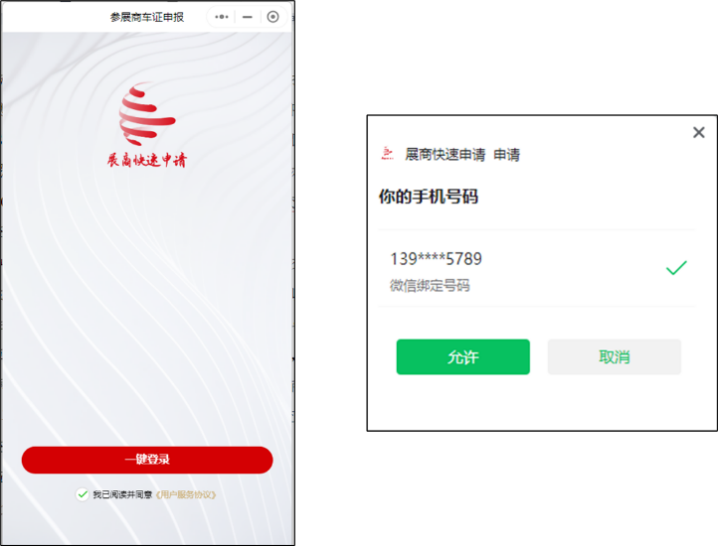 参展商车证申报
展商快速申请
一键登录
我已阅读并同意《用户服务协议》
展商快速申请 申请
你的手机号码
139****5789
微信绑定号码
允许
取消